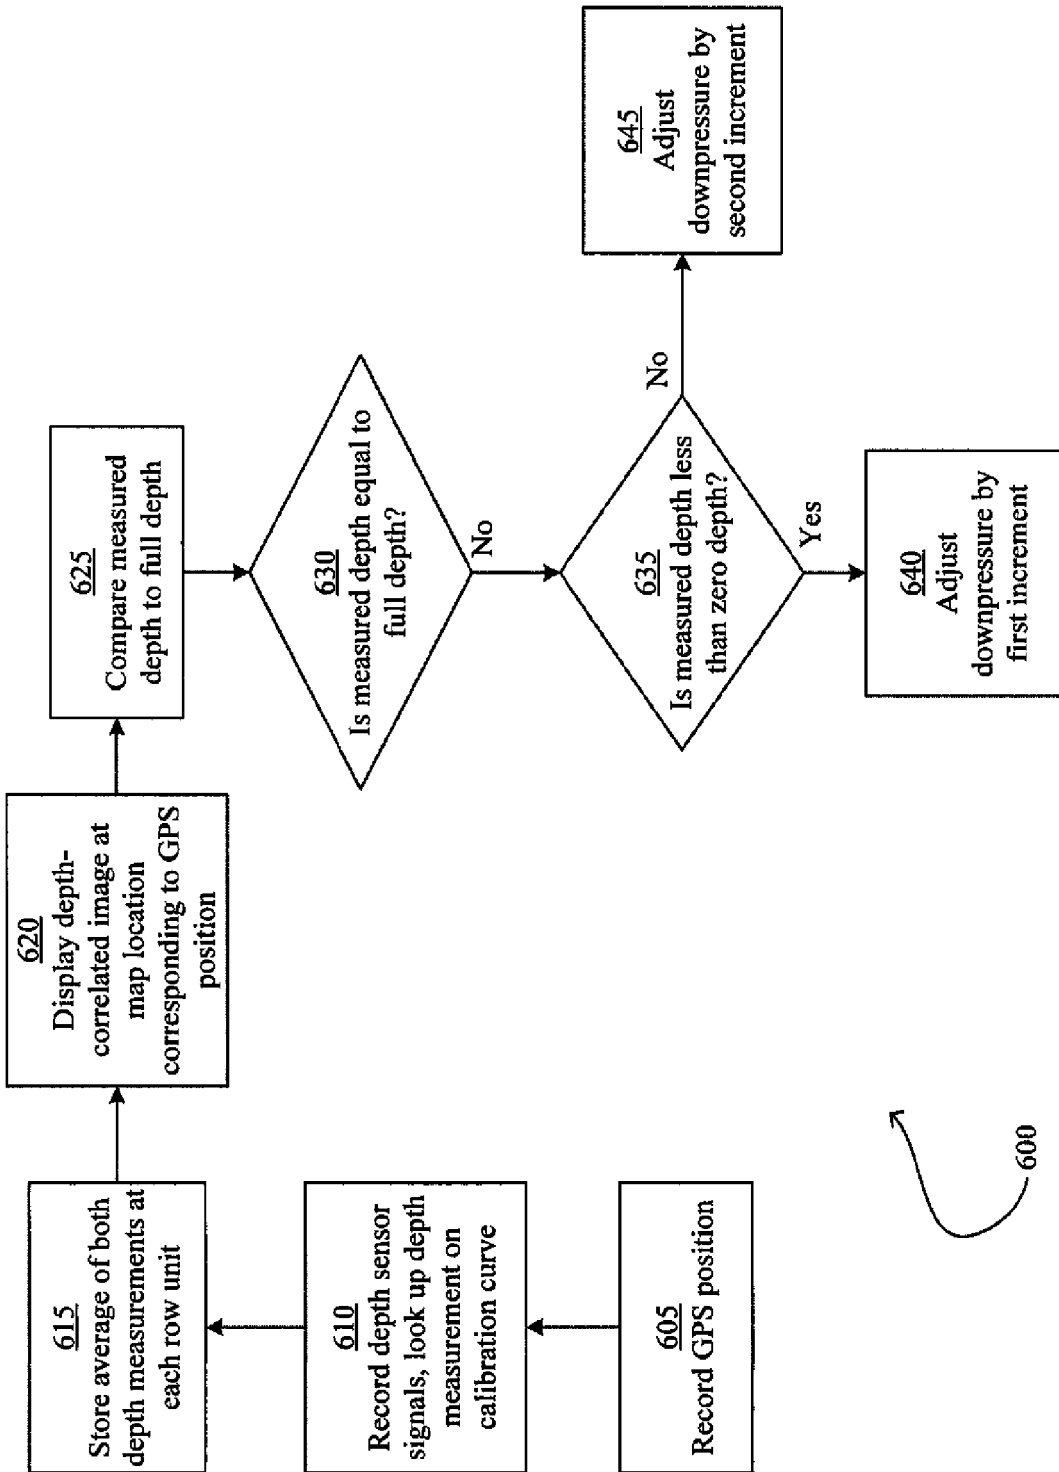 605
Record GPS position
610
Record depth sensor
signals, look up depth
measurement on
calibration curve
615
Store average of both
depth measurements at
each row unit
620
Display depth-
correlated image at
map location
corresponding to GPS
position
625
Compare measured
depth to full depth
630
Is measured depth equal to
full depth?
No
635
Is measured depth less
than zero depth?
Yes
No
640
Adjust
downpressure by
first increment
645
Adjust
downpressure by
second increment
600